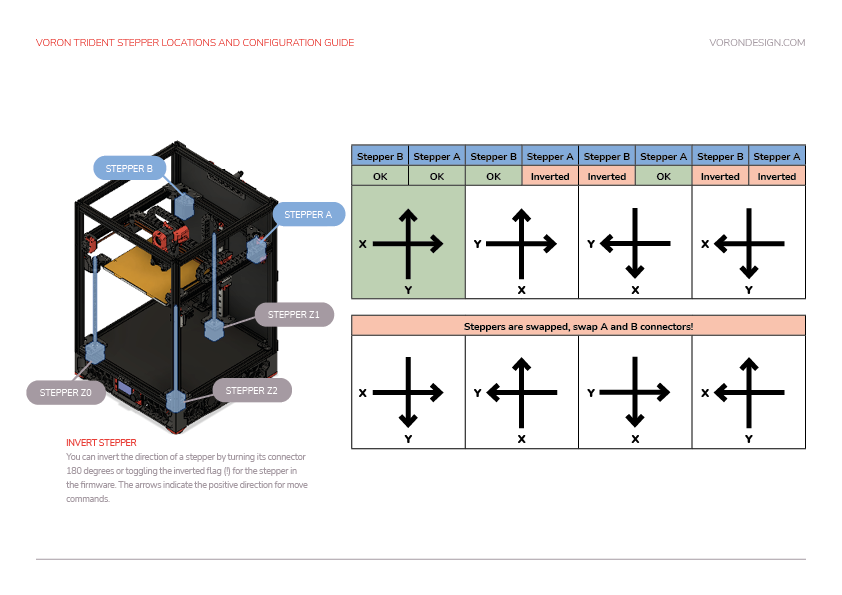 VORON TRIDENT STEPPER LOCATIONS AND CONFIGURATION GUIDE
VORONDESIGN.COM
STEPPER B
STEPPER A
STEPPER Z1
STEPPER Z2
STEPPER Z0
INVERT STEPPER
You can invert the direction of a stepper by turning its connector
180 degrees or toggling the inverted flag (!) for the stepper in
the firmware. The arrows indicate the positive direction for move
commands.
Stepper B Stepper A Stepper B Stepper A Stepper B Stepper A Stepper B Stepper A
OK OK OK Inverted Inverted OK Inverted Inverted
X Y Y X
Y X X Y
Steppers are swapped, swap A and B connectors!
X Y Y X
Y X X Y